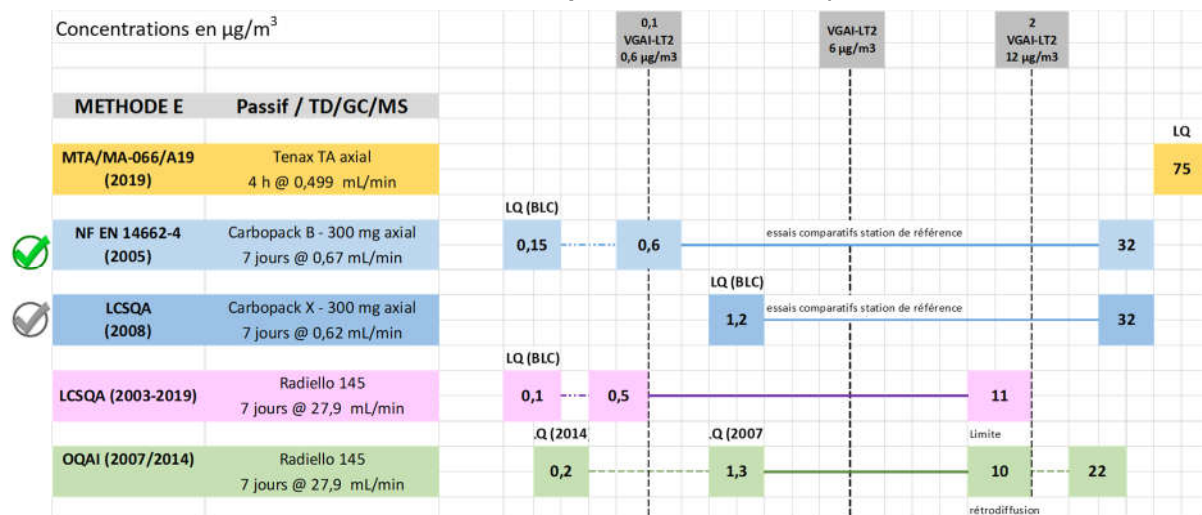 Concentrations en µg/m³
0,1
VGAI-LT2
0,6 µg/m3
VGAI-LT2
6 µg/m3
2
VGAI-LT2
12 µg/m3
METHODE E
Passif / TD/GC/MS
LQ
MTA/MA-066/A19
(2019)
Tenax TA axial
4 h @ 0,499 mL/min
75
LQ (BLC)
NF EN 14662-4
(2005)
Carbopack B - 300 mg axial
7 jours @ 0,67 mL/min
0,15
0,6
essais comparatifs station de référence
32
LQ (BLC)
LCSQA
(2008)
Carbopack X - 300 mg axial
7 jours @ 0,62 mL/min
1,2
essais comparatifs station de référence
32
LQ (BLC)
LCSQA (2003-2019)
Radiello 145
7 jours @ 27,9 mL/min
0,1
0,5
11
.Q (2014)
.Q (2007
Limite
OQAI (2007/2014)
Radiello 145
7 jours @ 27,9 mL/min
0,2
1,3
10
22
rétrodiffusion